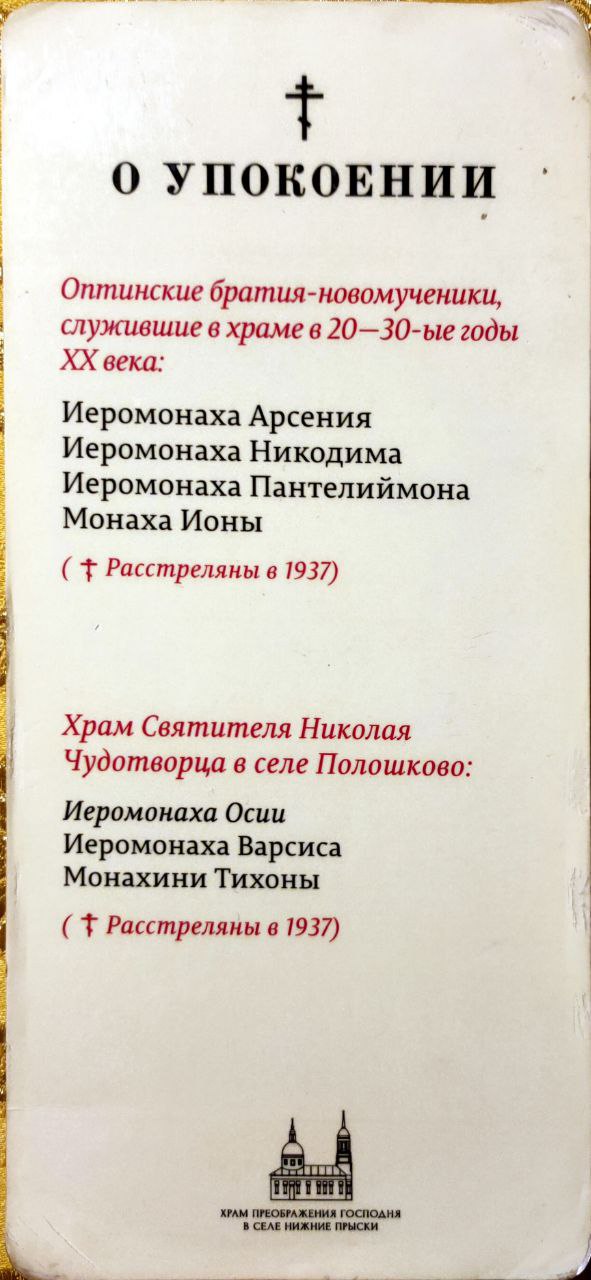 О УПОКОЕНИИ
Оптинские братия-новомученики,
служившие в храме в 20—30-ые годы
XX века:
Иеромонаха Арсения
Иеромонаха Никодима
Иеромонаха Пантелиймона
Монаха Ионы
( † Расстреляны в 1937)
Храм Святителя Николая
Чудотворца в селе Полошково:
Иеромонаха Осии
Иеромонаха Варсиса
Монахини Тихоны
( † Расстреляны в 1937)
ХРАМ ПРЕОБРАЖЕНИЯ ГОСПОДНЯ
В СЕЛЕ НИЖНИЕ ПРЫСКИ